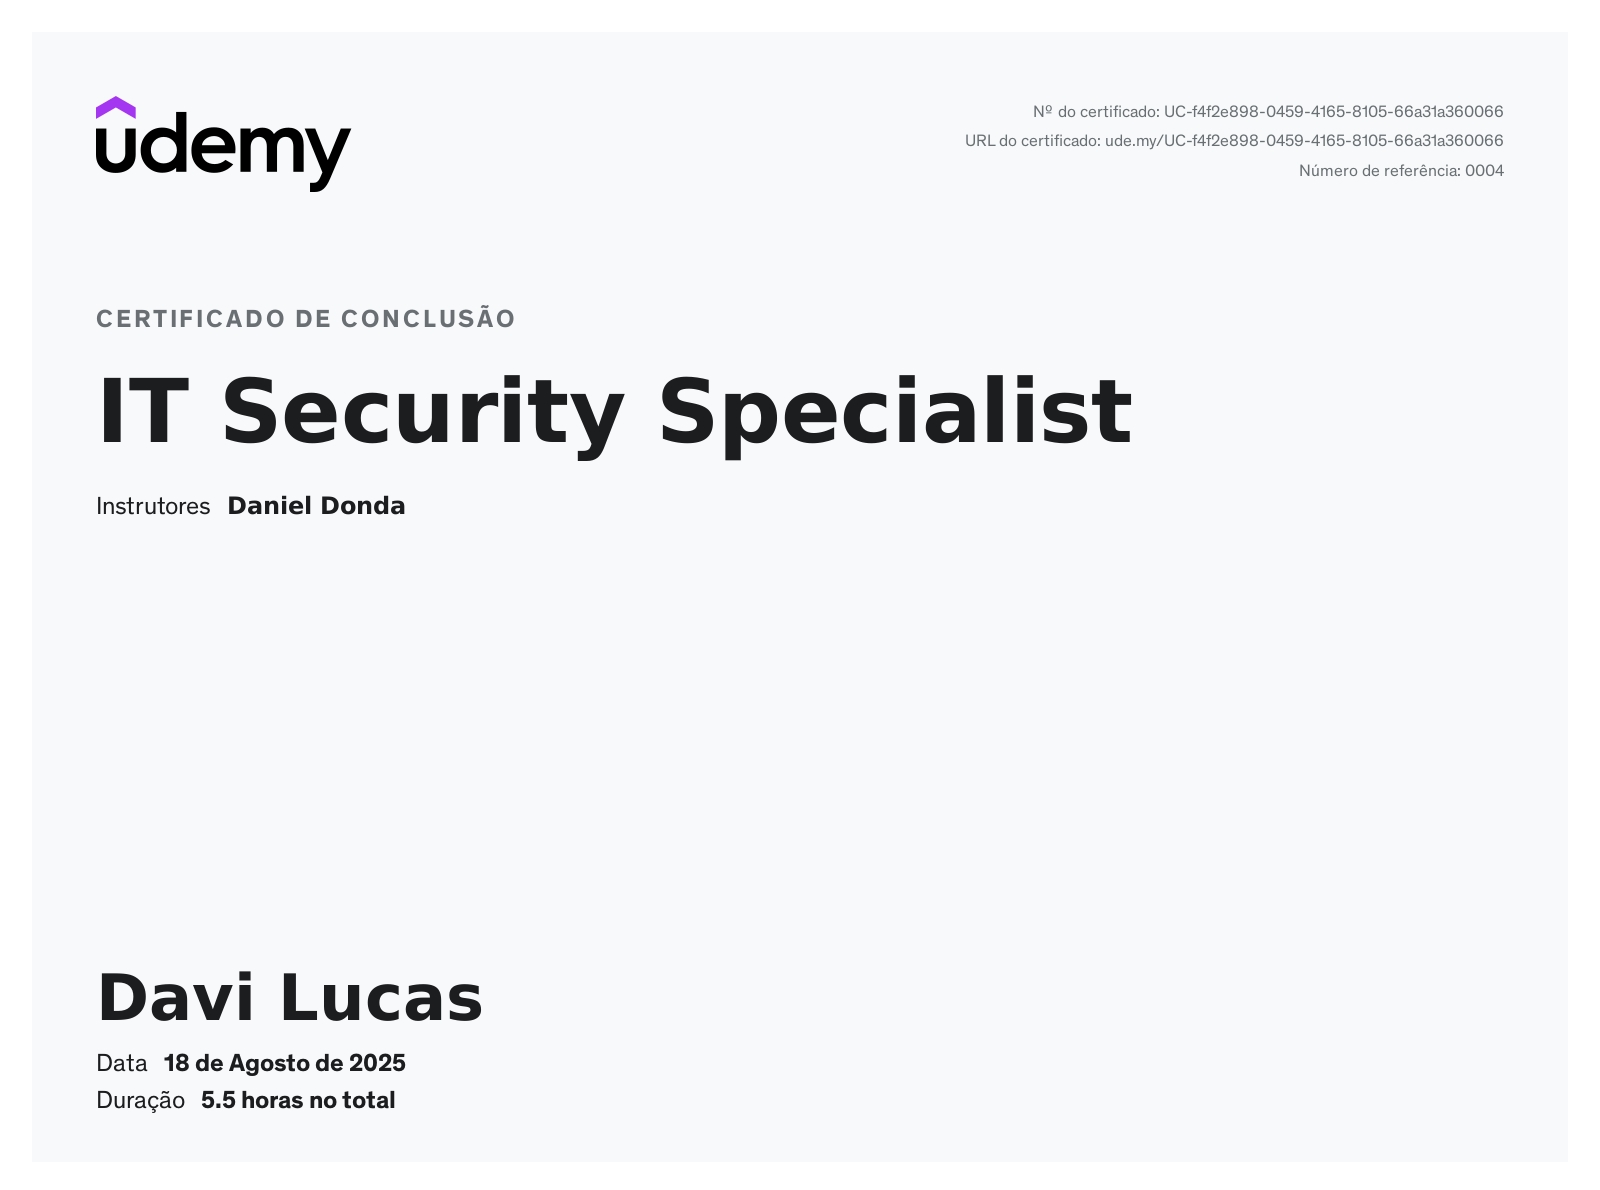 udemy
Nº do certificado: UC-f4f2e898-0459-4165-8105-66a31a360066
URL do certificado: ude.my/UC-f4f2e898-0459-4165-8105-66a31a360066
Número de referência: 0004
CERTIFICADO DE CONCLUSÃO
IT Security Specialist
Instrutores Daniel Donda
Davi Lucas
Data 18 de Agosto de 2025
Duração 5.5 horas no total